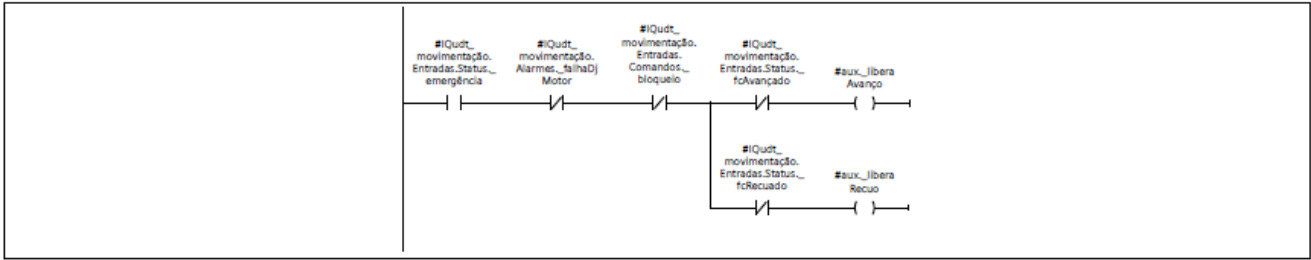 #IQudt_
movimentação.
Entradas.Status._
emergência
#IQudt_
movimentação.
Alarmes._falhaDj
Motor
#IQudt_
movimentação.
Entradas.
Comandos._
bloqueio
#IQudt_
movimentação.
Entradas.Status._
fcAvançado
#aux._libera
Avanço
#IQudt_
movimentação.
Entradas.Status._
fcRecuado
#aux._libera
Recuo